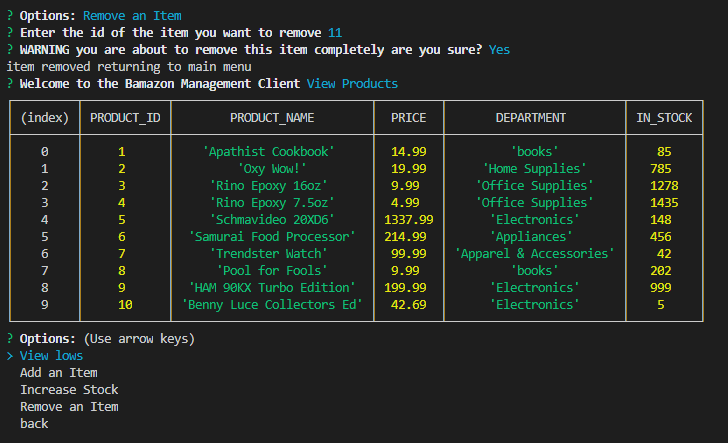 ? Options: Remove an Item
? Enter the id of the item you want to remove 11
? WARNING you are about to remove this item completely are you sure? Yes
item removed returning to main menu
? Welcome to the Bamazon Management Client View Products
(index) PRODUCT_ID PRODUCT_NAME PRICE DEPARTMENT IN_STOCK
0 1 'Apathist Cookbook' 14.99 'books' 85
1 2 'Oxy Wow!' 19.99 'Home Supplies' 785
2 3 'Rino Epoxy 16oz' 9.99 'Office Supplies' 1278
3 4 'Rino Epoxy 7.5oz' 4.99 'Office Supplies' 1435
4 5 'Schmavideo 20XD6' 1337.99 'Electronics' 148
5 6 'Samurai Food Processor' 214.99 'Appliances' 456
6 7 'Trendster Watch' 99.99 'Apparel & Accessories' 42
7 8 'Pool for Fools' 9.99 'books' 202
8 9 'HAM 90KX Turbo Edition' 199.99 'Electronics' 999
9 10 'Benny Luce Collectors Ed' 42.69 'Electronics' 5
? Options: (Use arrow keys)
> View lows
Add an Item
Increase Stock
Remove an Item
back